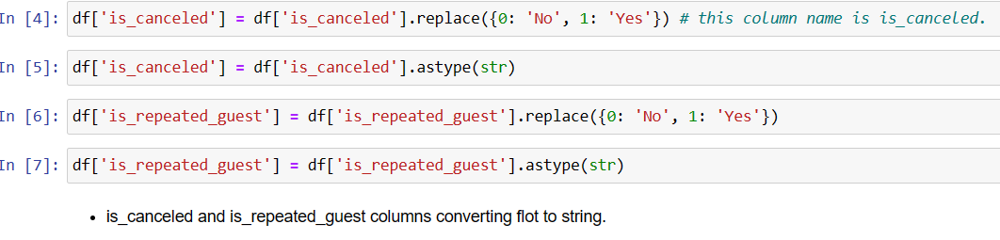 In [4]: df['is_canceled'] = df['is_canceled'].replace({0: 'No', 1: 'Yes'}) # this column name is is_canceled.
In [5]: df['is_canceled'] = df['is_canceled'].astype(str)
In [6]: df['is_repeated_guest'] = df['is_repeated_guest'].replace({0: 'No', 1: 'Yes'})
In [7]: df['is_repeated_guest'] = df['is_repeated_guest'].astype(str)
• is_canceled and is_repeated_guest columns converting flot to string.